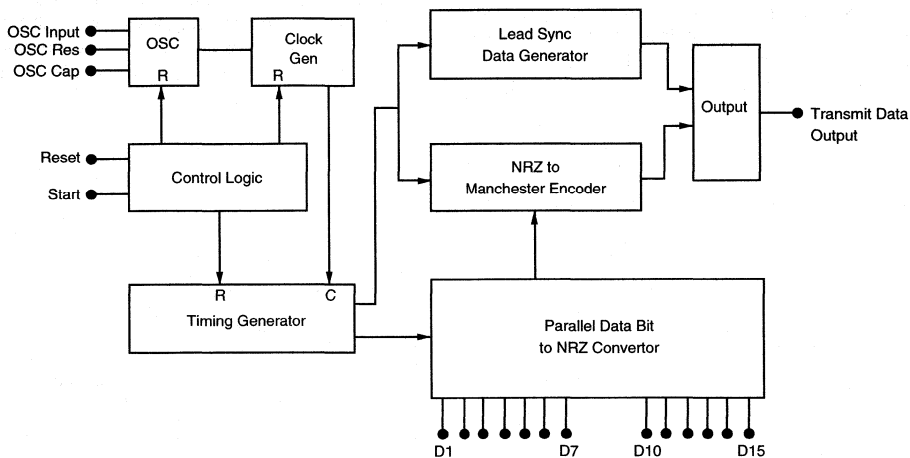 OSC Input
OSC Res
OSC Cap
OSC
R
Clock
Gen
R
Lead Sync
Data Generator
Output
Transmit Data
Output
Reset
Start
Control Logic
NRZ to
Manchester Encoder
R
C
Timing Generator
Parallel Data Bit
to NRZ Convertor
D1
D7
D10
D15